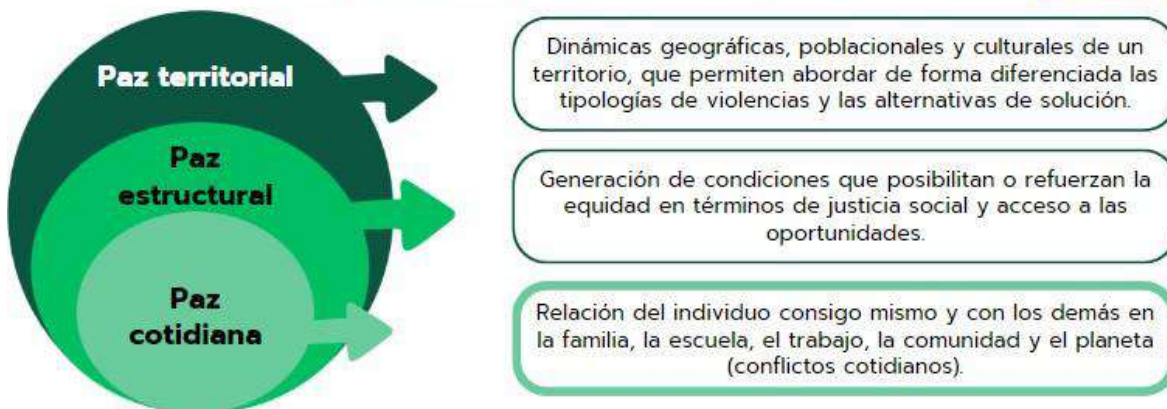 Paz territorial
Dinámicas geográficas, poblacionales y culturales de un
territorio, que permiten abordar de forma diferenciada las
tipologías de violencias y las alternativas de solución.
Paz
estructural
Generación de condiciones que posibilitan o refuerzan la
equidad en términos de justicia social y acceso a las
oportunidades.
Paz
cotidiana
Relación del individuo consigo mismo y con los demás en
la familia, la escuela, el trabajo, la comunidad y el planeta
(conflictos cotidianos).